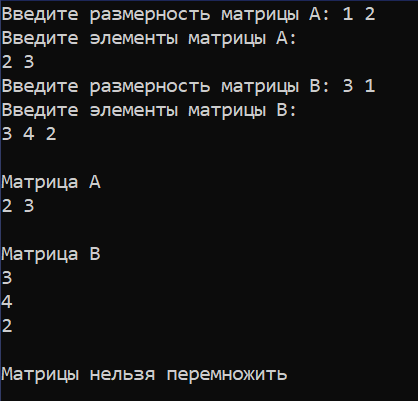 Введите размерность матрицы A: 1 2
Введите элементы матрицы A:
2 3
Введите размерность матрицы B: 3 1
Введите элементы матрицы B:
3 4 2
Матрица A
2 3
Матрица B
3
4
2
Матрицы нельзя перемножить